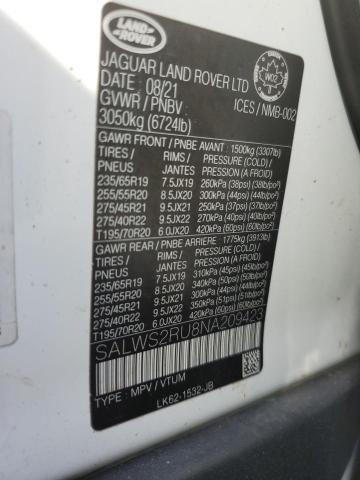 LAND ROVER
JAGUAR LAND ROVER LTD
DATE 08/21
GVWR / PNBV
ICES / NMB-002
3050kg (6724lb)
GAWR FRONT / PNBE AVANT : 1500kg (3307lb)
TIRES / RIMS / PRESSURE (COLD) /
PNEUS JANTES PRESSION (A FROID)
235/65R19 7.5JX19 260kPa (38psi) (38lb/po²)
255/55R20 8.5JX20 300kPa (44psi) (44lb/po²)
275/45R21 9.5JX21 250kPa (37psi) (37lb/po²)
275/40R22 9.5JX22 270kPa (40psi) (40lb/po²)
T195/70R20 6.0JX20 420kPa (60psi) (60lb/po²)
GAWR REAR / PNBE ARRIERE : 1775kg (3913lb)
TIRES / RIMS / PRESSURE (COLD) /
PNEUS JANTES PRESSION (A FROID)
235/65R19 7.5JX19 310kPa (45psi) (45lb/po²)
255/55R20 8.5JX20 340kPa (50psi) (50lb/po²)
275/45R21 9.5JX21 350kPa (51psi) (51lb/po²)
275/40R22 9.5JX22
T195/70R20 6.0JX20 420kPa (60psi) (60lb/po²)
SALWS2RU8NA209423
TYPE : MPV / VTUM
LK62-1532-JB